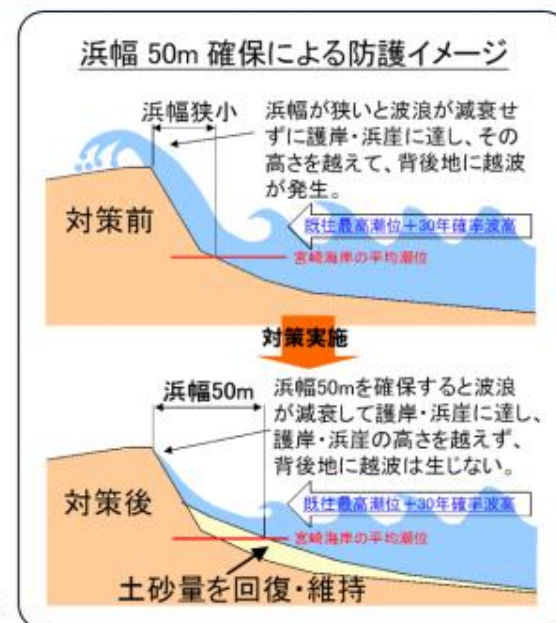 浜幅 50m 確保による防護イメージ
浜幅狭小
浜幅が狭いと波浪が減衰せ
ずに護岸・浜崖に達し、その
高さを越えて、背後地に越波
が発生。
対策前
既往最高潮位＋30年確率波高
宮崎海岸の平均潮位
対策実施
浜幅50m
浜幅50mを確保すると波浪
が減衰して護岸・浜崖に達し、
護岸・浜崖の高さを越えず、
背後地に越波は生じない。
対策後
既往最高潮位＋30年確率波高
宮崎海岸の平均潮位
土砂量を回復・維持